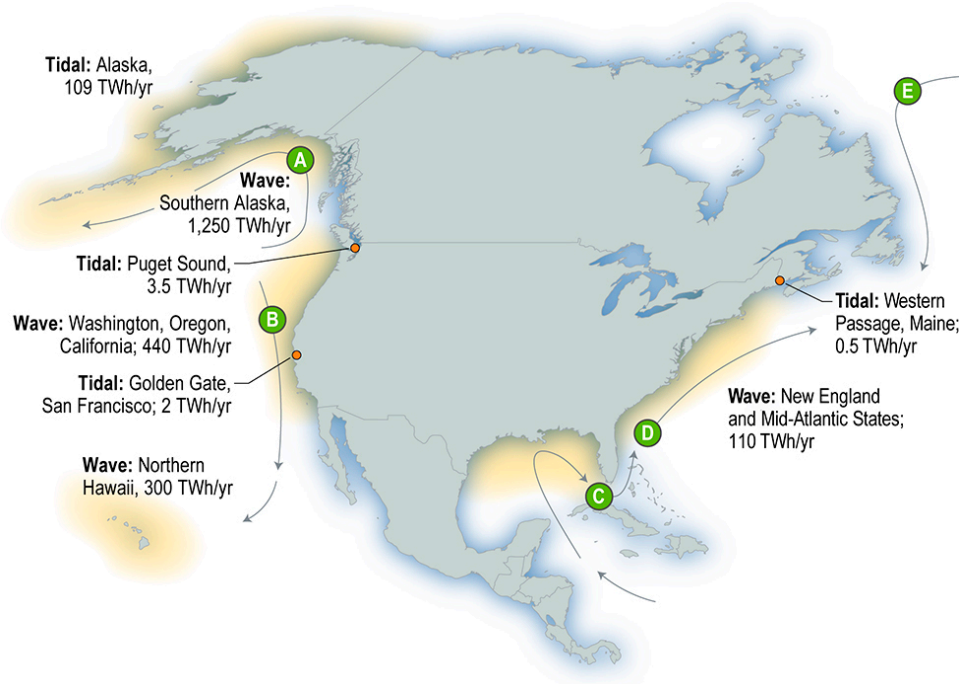 Tidal: Alaska,
109 TWh/yr
E
A
Wave:
Southern Alaska,
1,250 TWh/yr
Tidal: Puget Sound,
3.5 TWh/yr
B
Wave: Washington, Oregon,
California; 440 TWh/yr
Tidal: Golden Gate,
San Francisco; 2 TWh/yr
Tidal: Western
Passage, Maine;
0.5 TWh/yr
Wave: New England
and Mid-Atlantic States;
110 TWh/yr
D
Wave: Northern
Hawaii, 300 TWh/yr
C